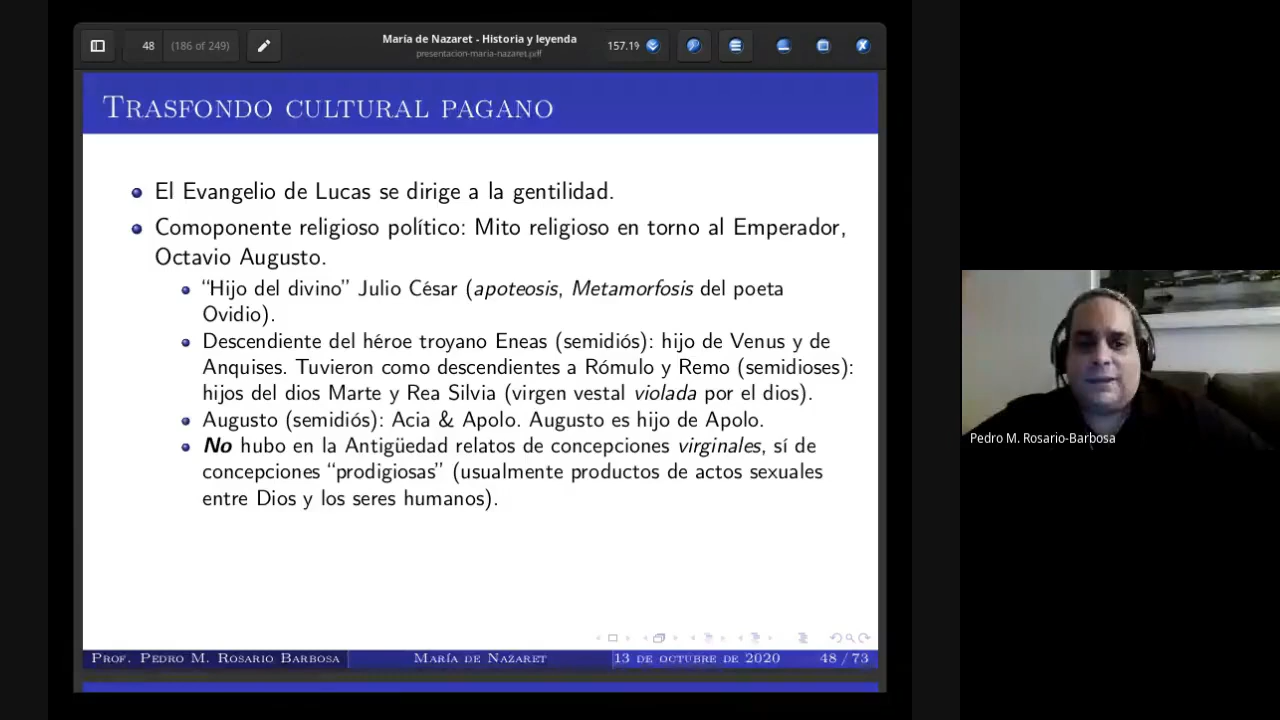 48 (186 of 249)
María de Nazaret - Historia y leyenda
presentacion-maria-nazaret.pdf
157.19
Trasfondo cultural pagano
El Evangelio de Lucas se dirige a la gentilidad.
Comoponente religioso político: Mito religioso en torno al Emperador,
Octavio Augusto.
“Hijo del divino” Julio César (apoteosis, Metamorfosis del poeta
Ovidio).
Descendiente del héroe troyano Eneas (semidiós): hijo de Venus y de
Anquises. Tuvieron como descendientes a Rómulo y Remo (semidioses):
hijos del dios Marte y Rea Silvia (virgen vestal violada por el dios).
Augusto (semidiós): Acia & Apolo. Augusto es hijo de Apolo.
No hubo en la Antigüedad relatos de concepciones virginales, sí de
concepciones “prodigiosas” (usualmente productos de actos sexuales
entre Dios y los seres humanos).
Prof. Pedro M. Rosario Barbosa María de Nazaret 13 de octubre de 2020 48 / 73
Pedro M. Rosario-Barbosa